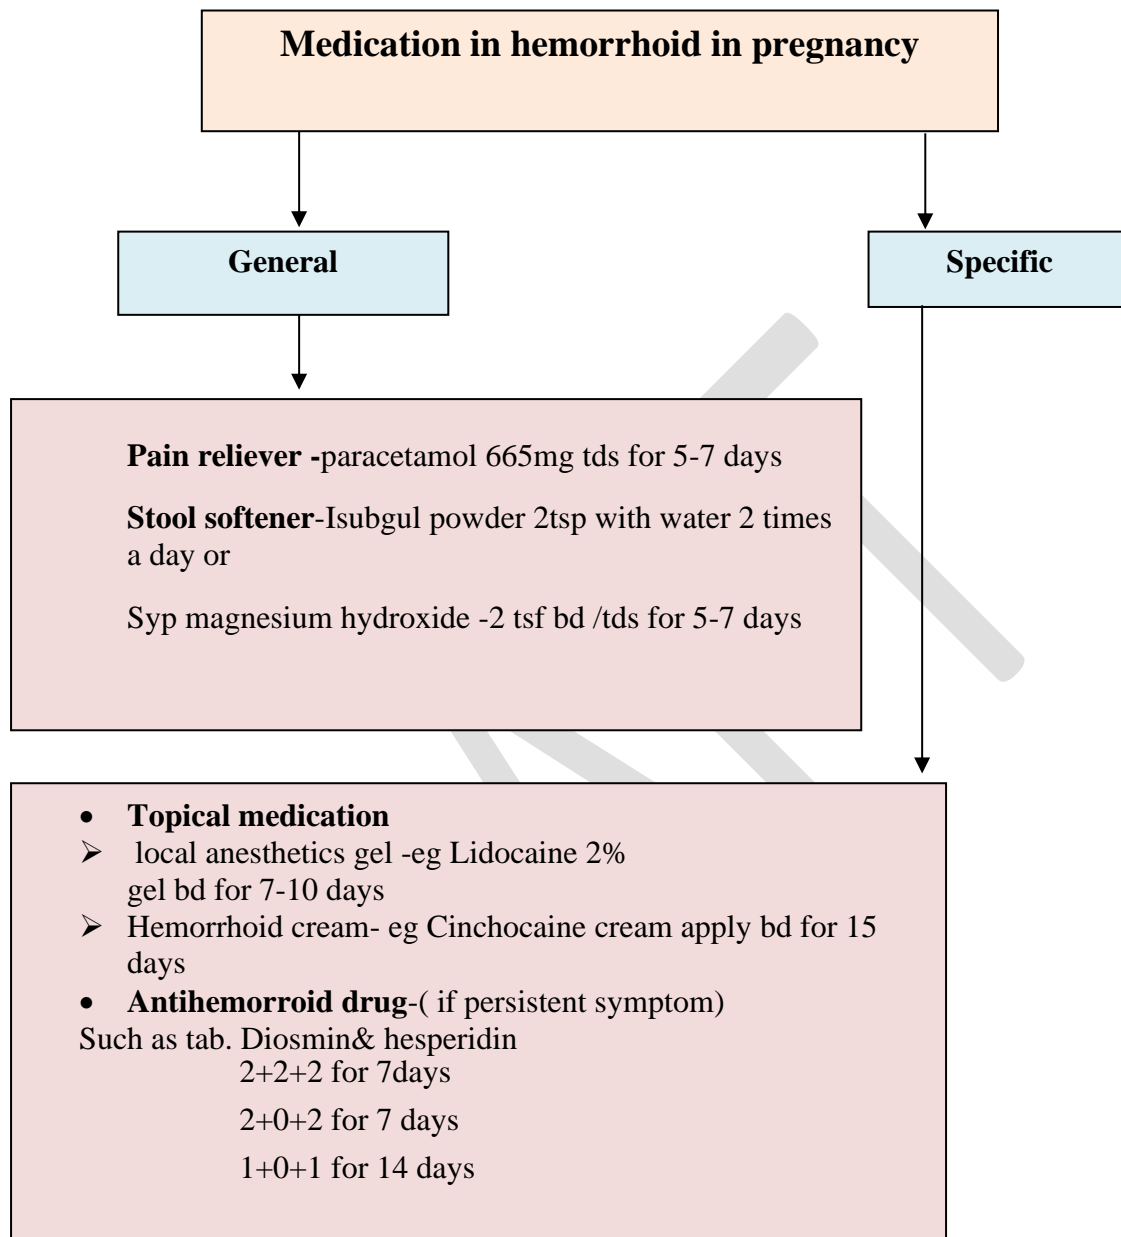 Medication in hemorrhoid in pregnancy
General
Specific
Pain reliever -paracetamol 665mg tds for 5-7 days
Stool softener-Isubgul powder 2tsp with water 2 times
a day or
Syp magnesium hydroxide -2 tsf bd /tds for 5-7 days
• Topical medication
➢ local anesthetics gel -eg Lidocaine 2%
gel bd for 7-10 days
➢ Hemorrhoid cream- eg Cinchocaine cream apply bd for 15
days
• Antihemorroid drug-( if persistent symptom)
Such as tab. Diosmin& hesperidin
2+2+2 for 7days
2+0+2 for 7 days
1+0+1 for 14 days